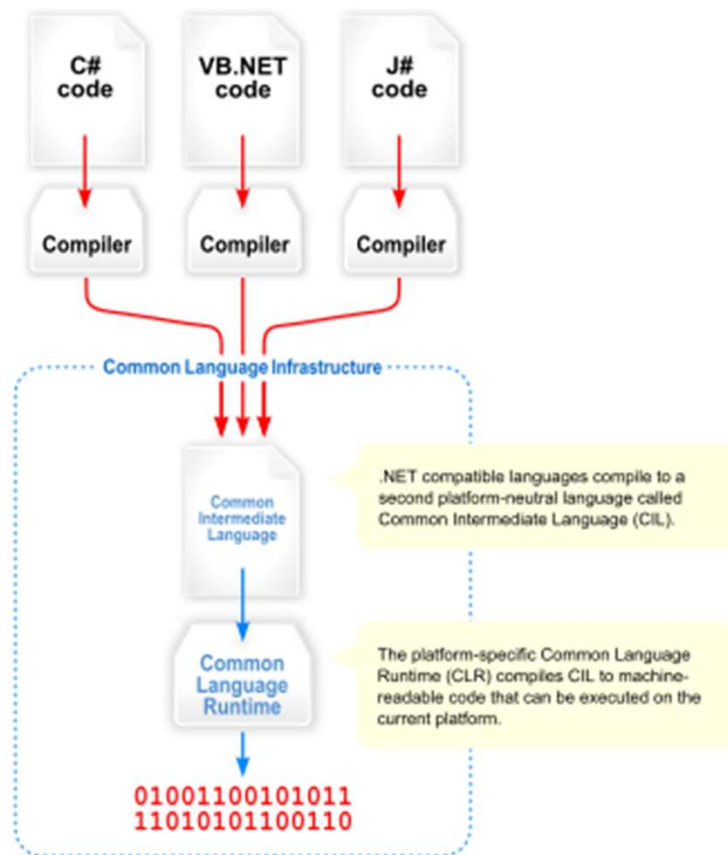 C#
code
VB.NET
code
J#
code
Compiler
Compiler
Compiler
Common Language Infrastructure
Common
Intermediate
Language
.NET compatible languages compile to a
second platform-neutral language called
Common Intermediate Language (CIL).
Common
Language
Runtime
The platform-specific Common Language
Runtime (CLR) compiles CIL to machine-
readable code that can be executed on the
current platform.
01001100101011
11010101100110